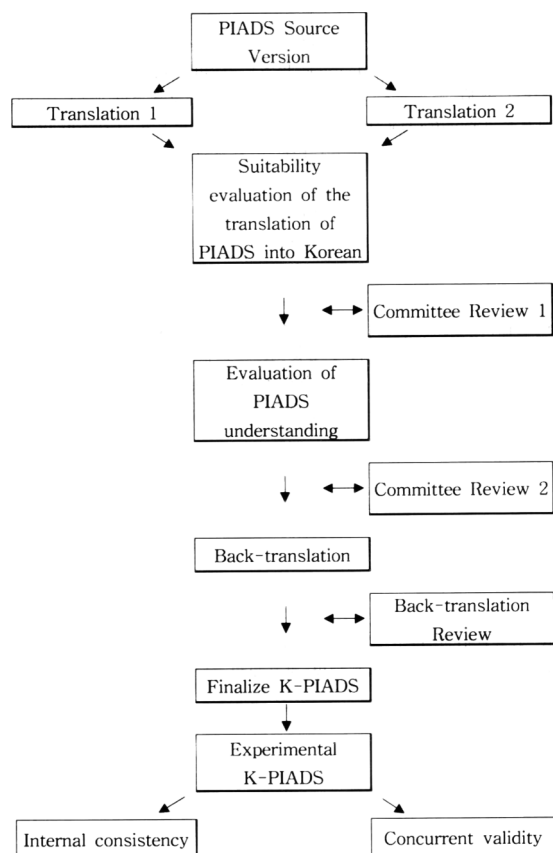 PIADS Source
Version
Translation 1
Translation 2
Suitability
evaluation of the
translation of
PIADS into Korean
Committee Review 1
Evaluation of
PIADS
understanding
Committee Review 2
Back-translation
Back-translation
Review
Finalize K-PIADS
Experimental
K-PIADS
Internal consistency
Concurrent validity